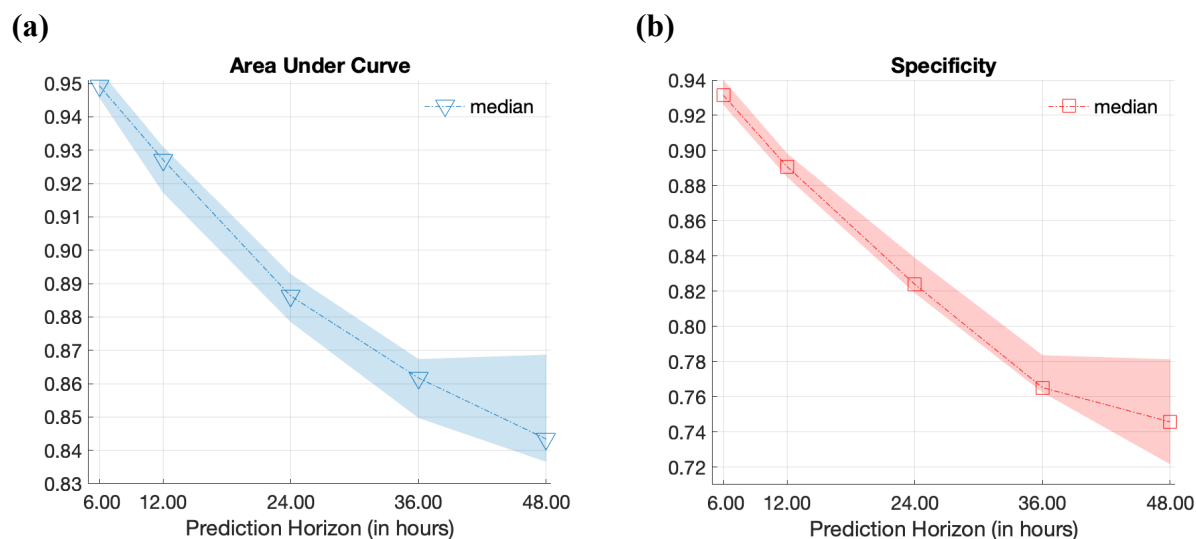 (a)
Area Under Curve
median
0.95
0.94
0.93
0.92
0.91
0.90
0.89
0.88
0.87
0.86
0.85
0.84
0.83
6.00 12.00 24.00 36.00 48.00
Prediction Horizon (in hours)
(b)
Specificity
median
0.94
0.92
0.90
0.88
0.86
0.84
0.82
0.80
0.78
0.76
0.74
0.72
6.00 12.00 24.00 36.00 48.00
Prediction Horizon (in hours)